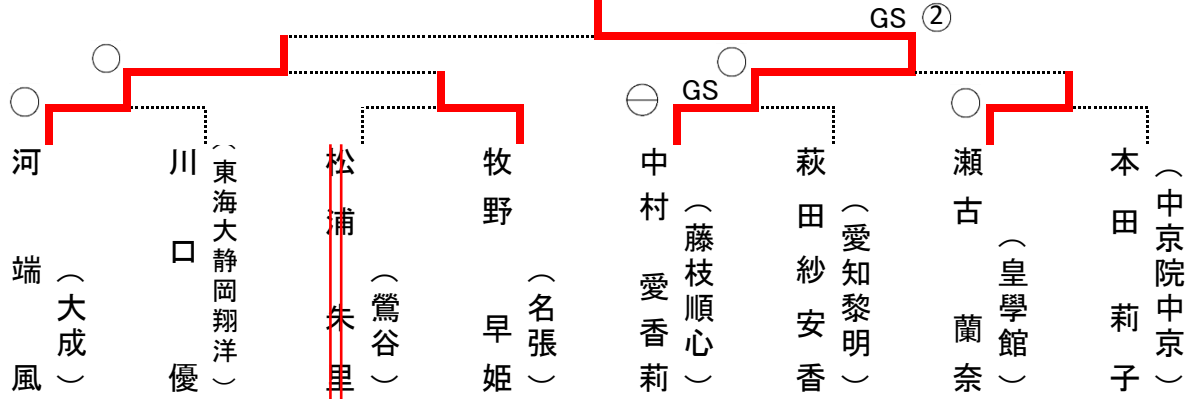 GS ②
GS
河端風
（大成）
川口優
（東海大静岡翔洋）
松浦朱里
（鶯谷）
牧野早姫
（名張）
中村愛香莉
（藤枝順心）
萩田紗安香
（愛知黎明）
瀬古蘭奈
（皇學館）
本田莉子
（中京院中京）